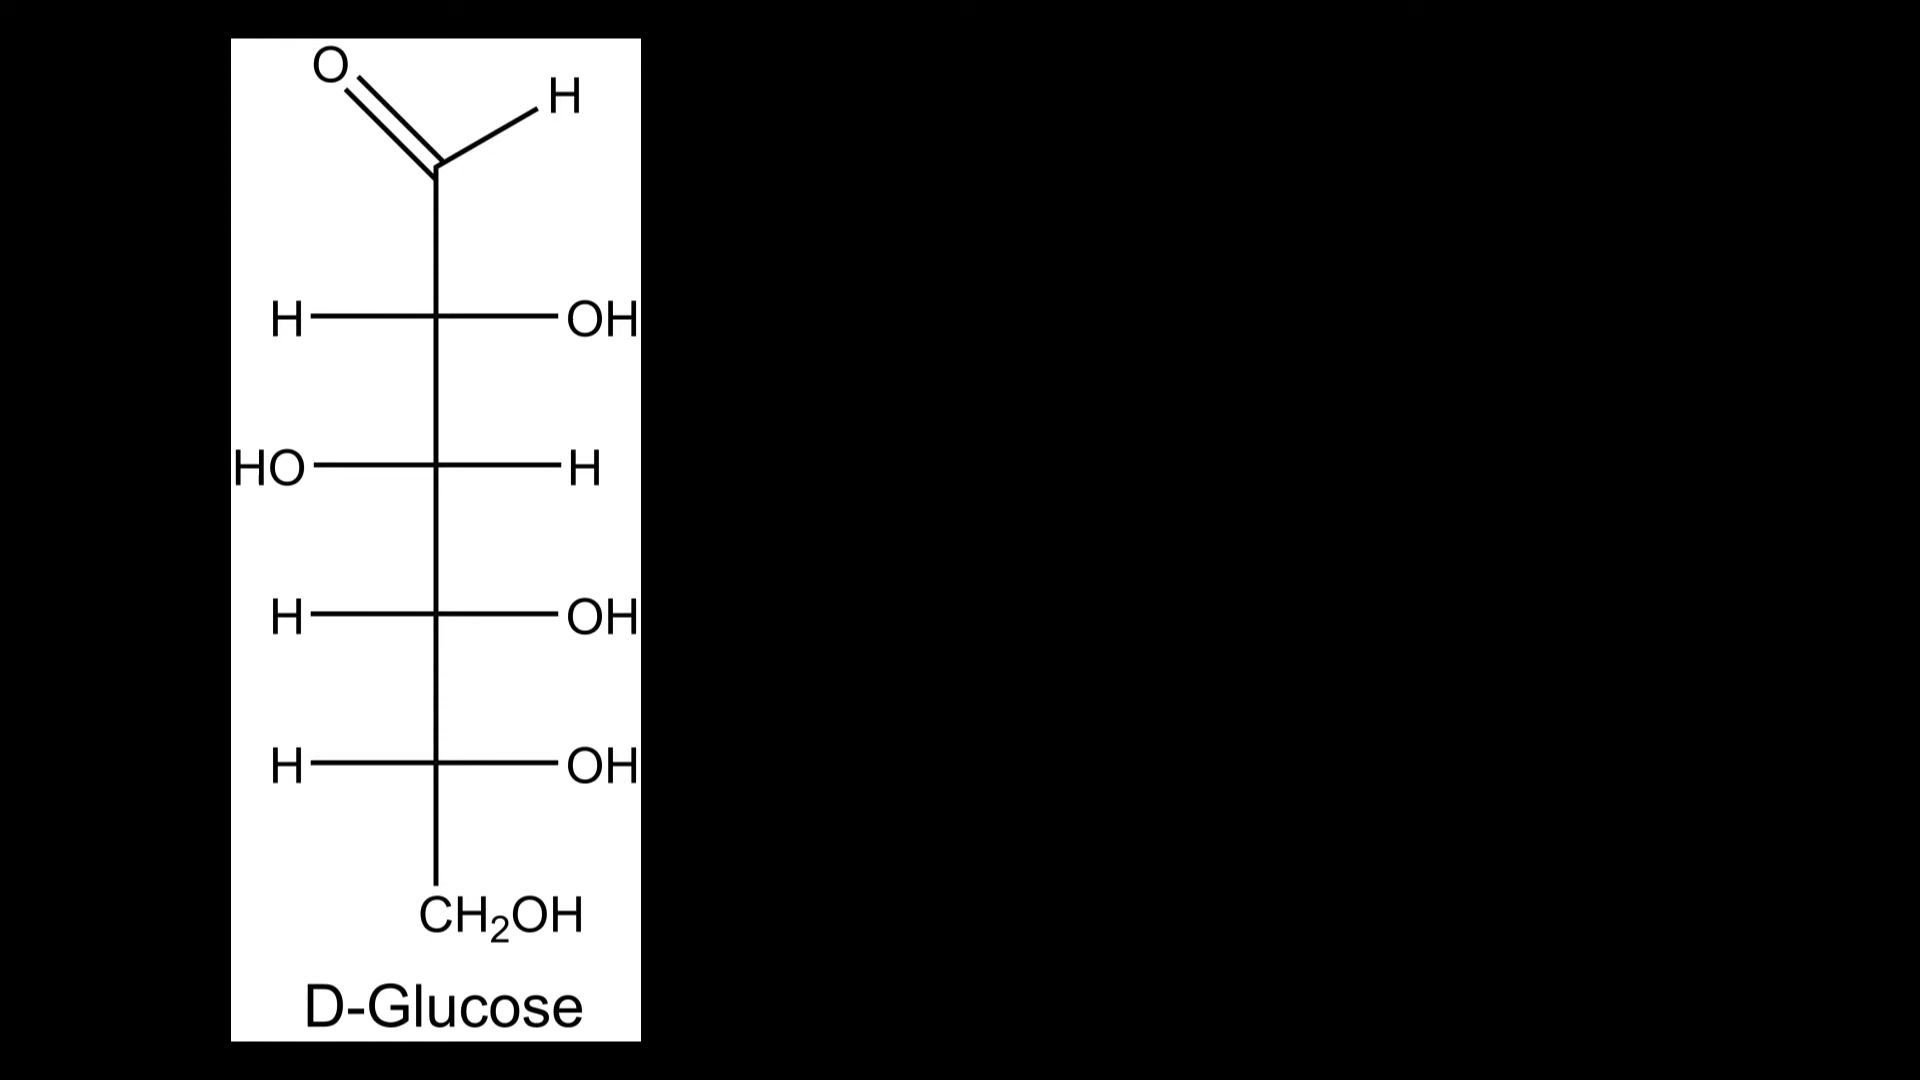 O
H
H OH
HO H
H OH
H OH
CH₂OH
D-Glucose